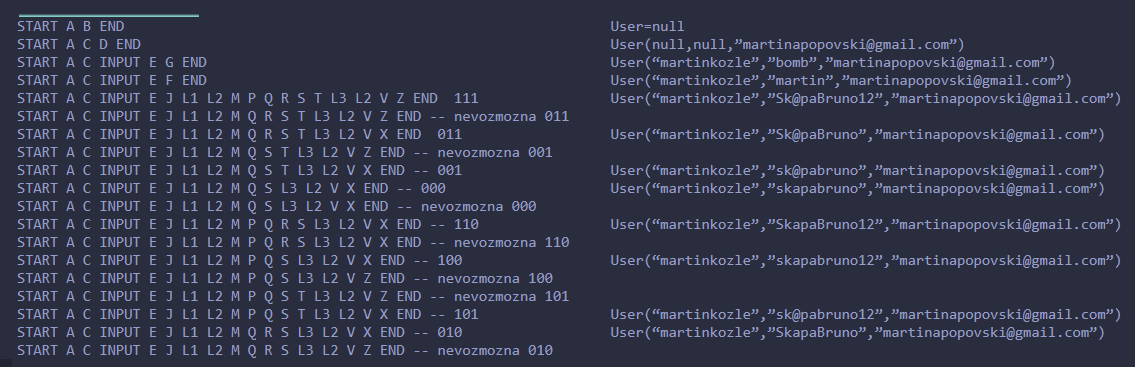 START A B END User=null
START A C D END User(null,null,”martinapopovski@gmail.com”)
START A C INPUT E G END User(“martinkozle”,”bomb”,”martinapopovski@gmail.com”)
START A C INPUT E F END User(“martinkozle”,”martin”,”martinapopovski@gmail.com”)
START A C INPUT E J L1 L2 M P Q R S T L3 L2 V Z END  111 User(“martinkozle”,”Sk@paBruno12”,”martinapopovski@gmail.com”)
START A C INPUT E J L1 L2 M Q R S T L3 L2 V Z END -- nevozmozna 011
START A C INPUT E J L1 L2 M Q R S T L3 L2 V X END  011 User(“martinkozle”,”Sk@paBruno”,”martinapopovski@gmail.com”)
START A C INPUT E J L1 L2 M Q S T L3 L2 V Z END -- nevozmozna 001
START A C INPUT E J L1 L2 M Q S T L3 L2 V X END -- 001 User(“martinkozle”,”sk@pabruno”,”martinapopovski@gmail.com”)
START A C INPUT E J L1 L2 M Q S L3 L2 V X END -- 000 User(“martinkozle”,”skapabruno”,”martinapopovski@gmail.com”)
START A C INPUT E J L1 L2 M Q S L3 L2 V X END -- nevozmozna 000
START A C INPUT E J L1 L2 M P Q R S L3 L2 V X END -- 110 User(“martinkozle”,”SkapaBruno12”,”martinapopovski@gmail.com”)
START A C INPUT E J L1 L2 M P Q R S L3 L2 V X END -- nevozmozna 110
START A C INPUT E J L1 L2 M P Q S L3 L2 V X END -- 100 User(“martinkozle”,”skapabruno12”,”martinapopovski@gmail.com”)
START A C INPUT E J L1 L2 M P Q S L3 L2 V Z END -- nevozmozna 100
START A C INPUT E J L1 L2 M P Q S T L3 L2 V Z END -- nevozmozna 101
START A C INPUT E J L1 L2 M P Q S T L3 L2 V X END -- 101 User(“martinkozle”,”sk@pabruno12”,”martinapopovski@gmail.com”)
START A C INPUT E J L1 L2 M Q R S L3 L2 V X END -- 010 User(“martinkozle”,”SkapaBruno”,”martinapopovski@gmail.com”)
START A C INPUT E J L1 L2 M Q R S L3 L2 V Z END -- nevozmozna 010